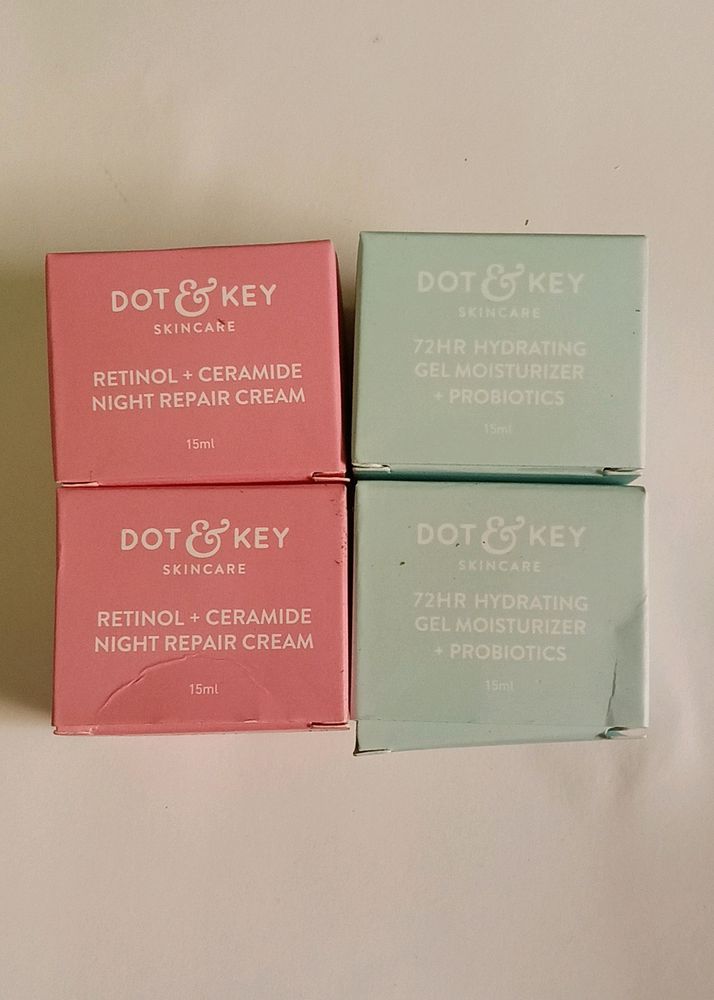 DOT & KEY
SKINCARE
RETINOL + CERAMIDE
NIGHT REPAIR CREAM
15ml
DOT & KEY
SKINCARE
72HR HYDRATING
GEL MOISTURIZER
+ PROBIOTICS
15ml
DOT & KEY
SKINCARE
RETINOL + CERAMIDE
NIGHT REPAIR CREAM
15ml
DOT & KEY
SKINCARE
72HR HYDRATING
GEL MOISTURIZER
+ PROBIOTICS
15ml